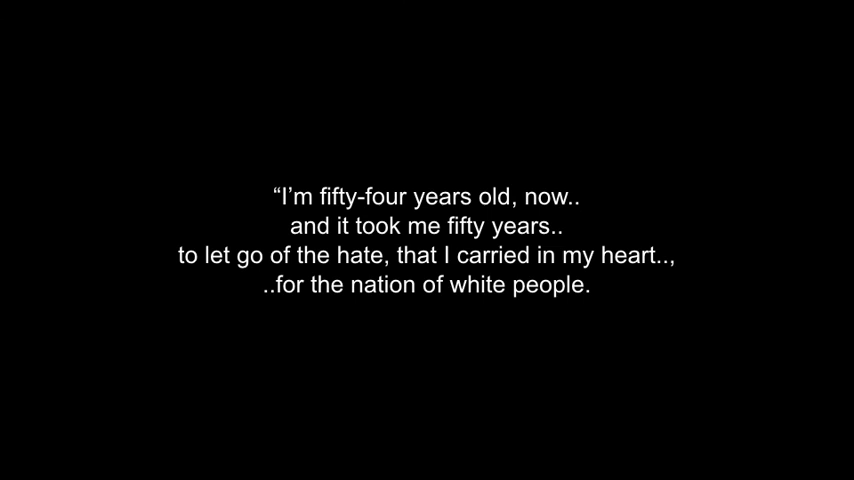 “I’m fifty-four years old, now..
and it took me fifty years..
to let go of the hate, that I carried in my heart..,
..for the nation of white people.